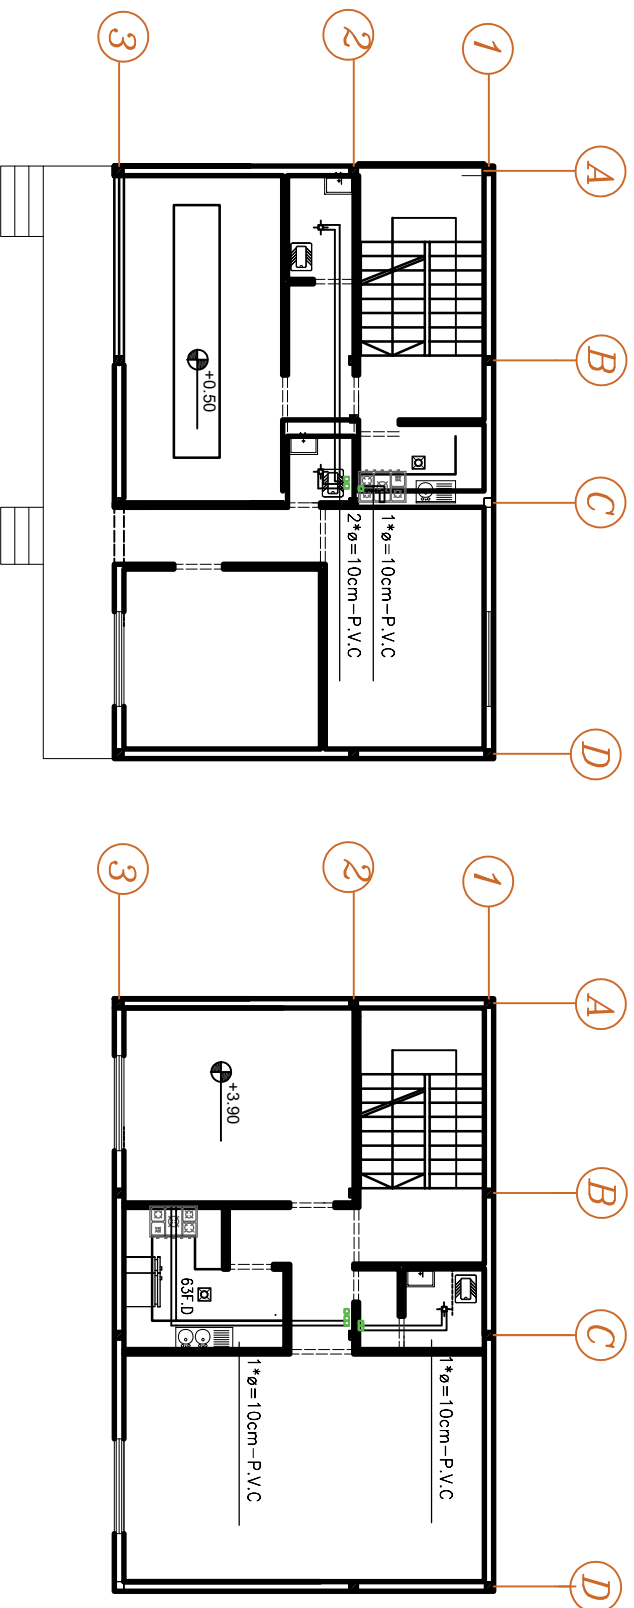 3
2
1
A
B
+0.50
C
1*ø=10cm-P.V.C
2*ø=10cm-P.V.C
D
3
2
1
A
+3.90
B
63F.D
C
1*ø=10cm-P.V.C
1*ø=10cm-P.V.C
D